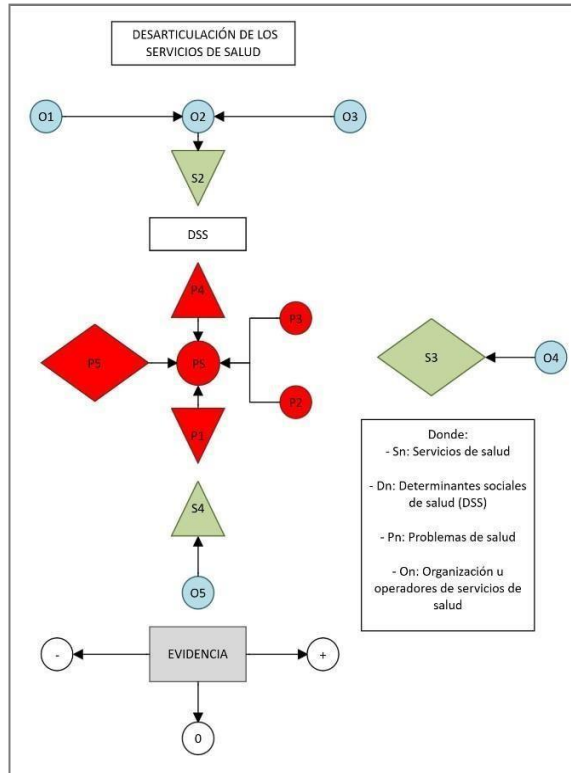 DESARTICULACIÓN DE LOS
SERVICIOS DE SALUD
O1
O2
O3
S2
DSS
P4
P3
P5
P5
S3
O4
P2
P1
Donde:
- Sn: Servicios de salud
- Dn: Determinantes sociales
de salud (DSS)
- Pn: Problemas de salud
- On: Organización u
operadores de servicios de
salud
S4
O5
EVIDENCIA
-
+
0